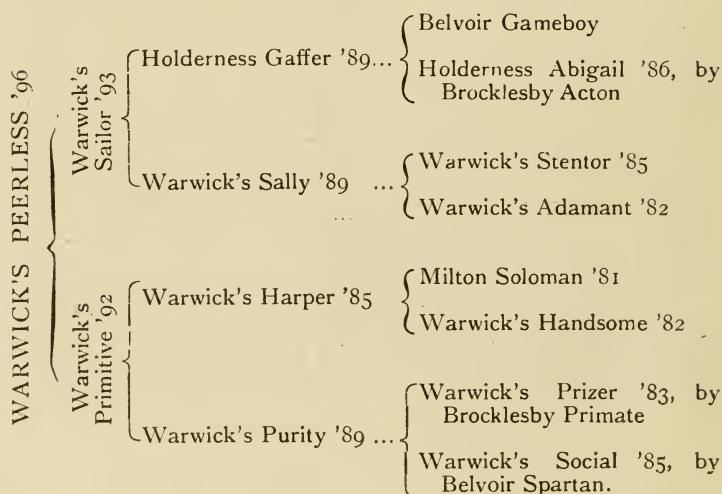 WARWICK'S PEERLESS '96
Warwick's
Sailor '93
Holderness Gaffer '89...
Belvoir Gameboy
Holderness Abigail '86, by
Brocklesby Acton
Warwick's Sally '89 ...
...
Warwick's Stentor '85
Warwick's Adamant '82
Warwick's
Primitive '92
Warwick's Harper '85
Milton Soloman '81
Warwick's Handsome '82
Warwick's Purity '89 ...
Warwick's Prizer '83, by
Brocklesby Primate
Warwick's Social '85, by
Belvoir Spartan.